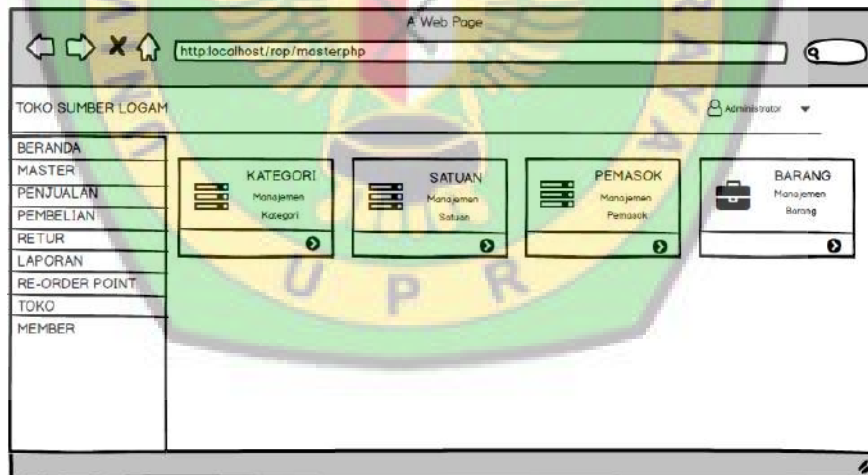 A Web Page
http:localhost/rop/masterphp
TOKO SUMBER LOGAM
Administrator
BERANDA
MASTER
PENJUALAN
PEMBELIAN
RETUR
LAPORAN
RE-ORDER POINT
TOKO
MEMBER
KATEGORI
Manajemen
Kategori
SATUAN
Manajemen
Satuan
PEMASOK
Manajemen
Pemasok
BARANG
Manajemen
Barang
UPR